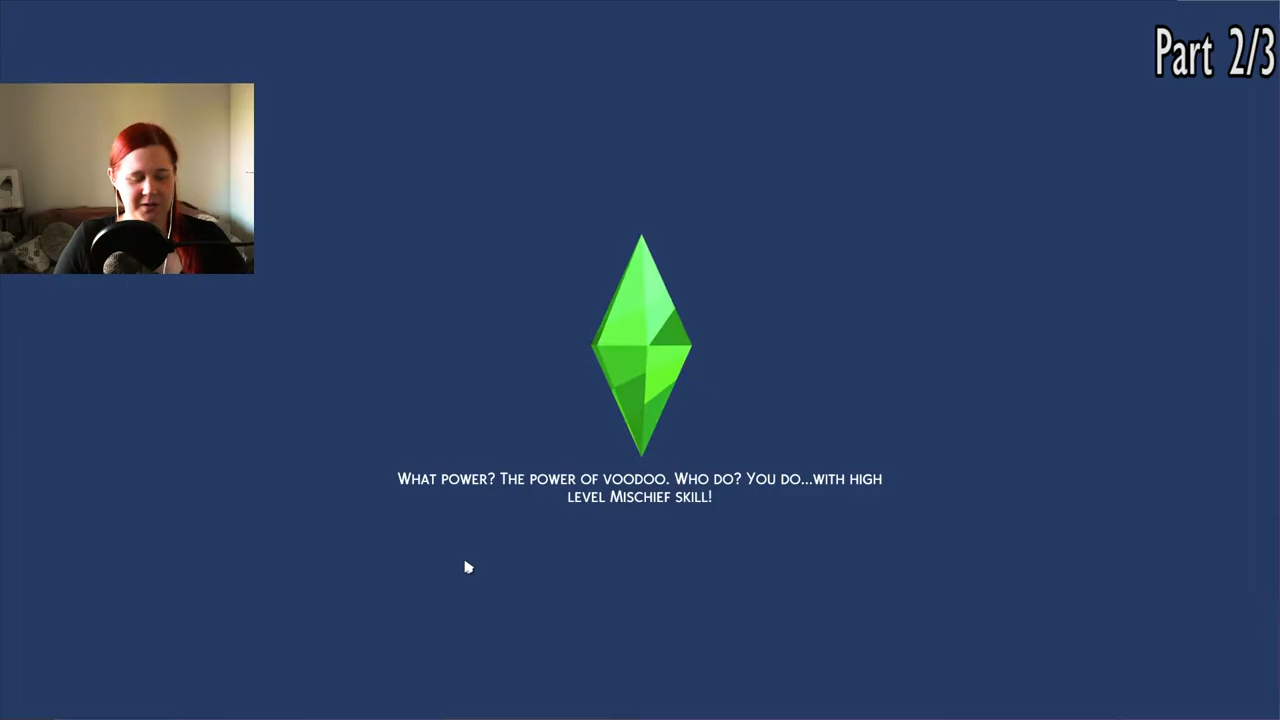 Part 2/3
WHAT POWER? THE POWER OF VOODOO. WHO DO? YOU DO...WITH HIGH
LEVEL MISCHIEF SKILL!